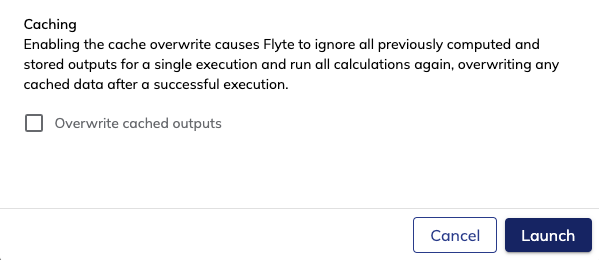 Caching
Enabling the cache overwrite causes Flyte to ignore all previously computed and
stored outputs for a single execution and run all calculations again, overwriting any
cached data after a successful execution.
Overwrite cached outputs
Cancel
Launch